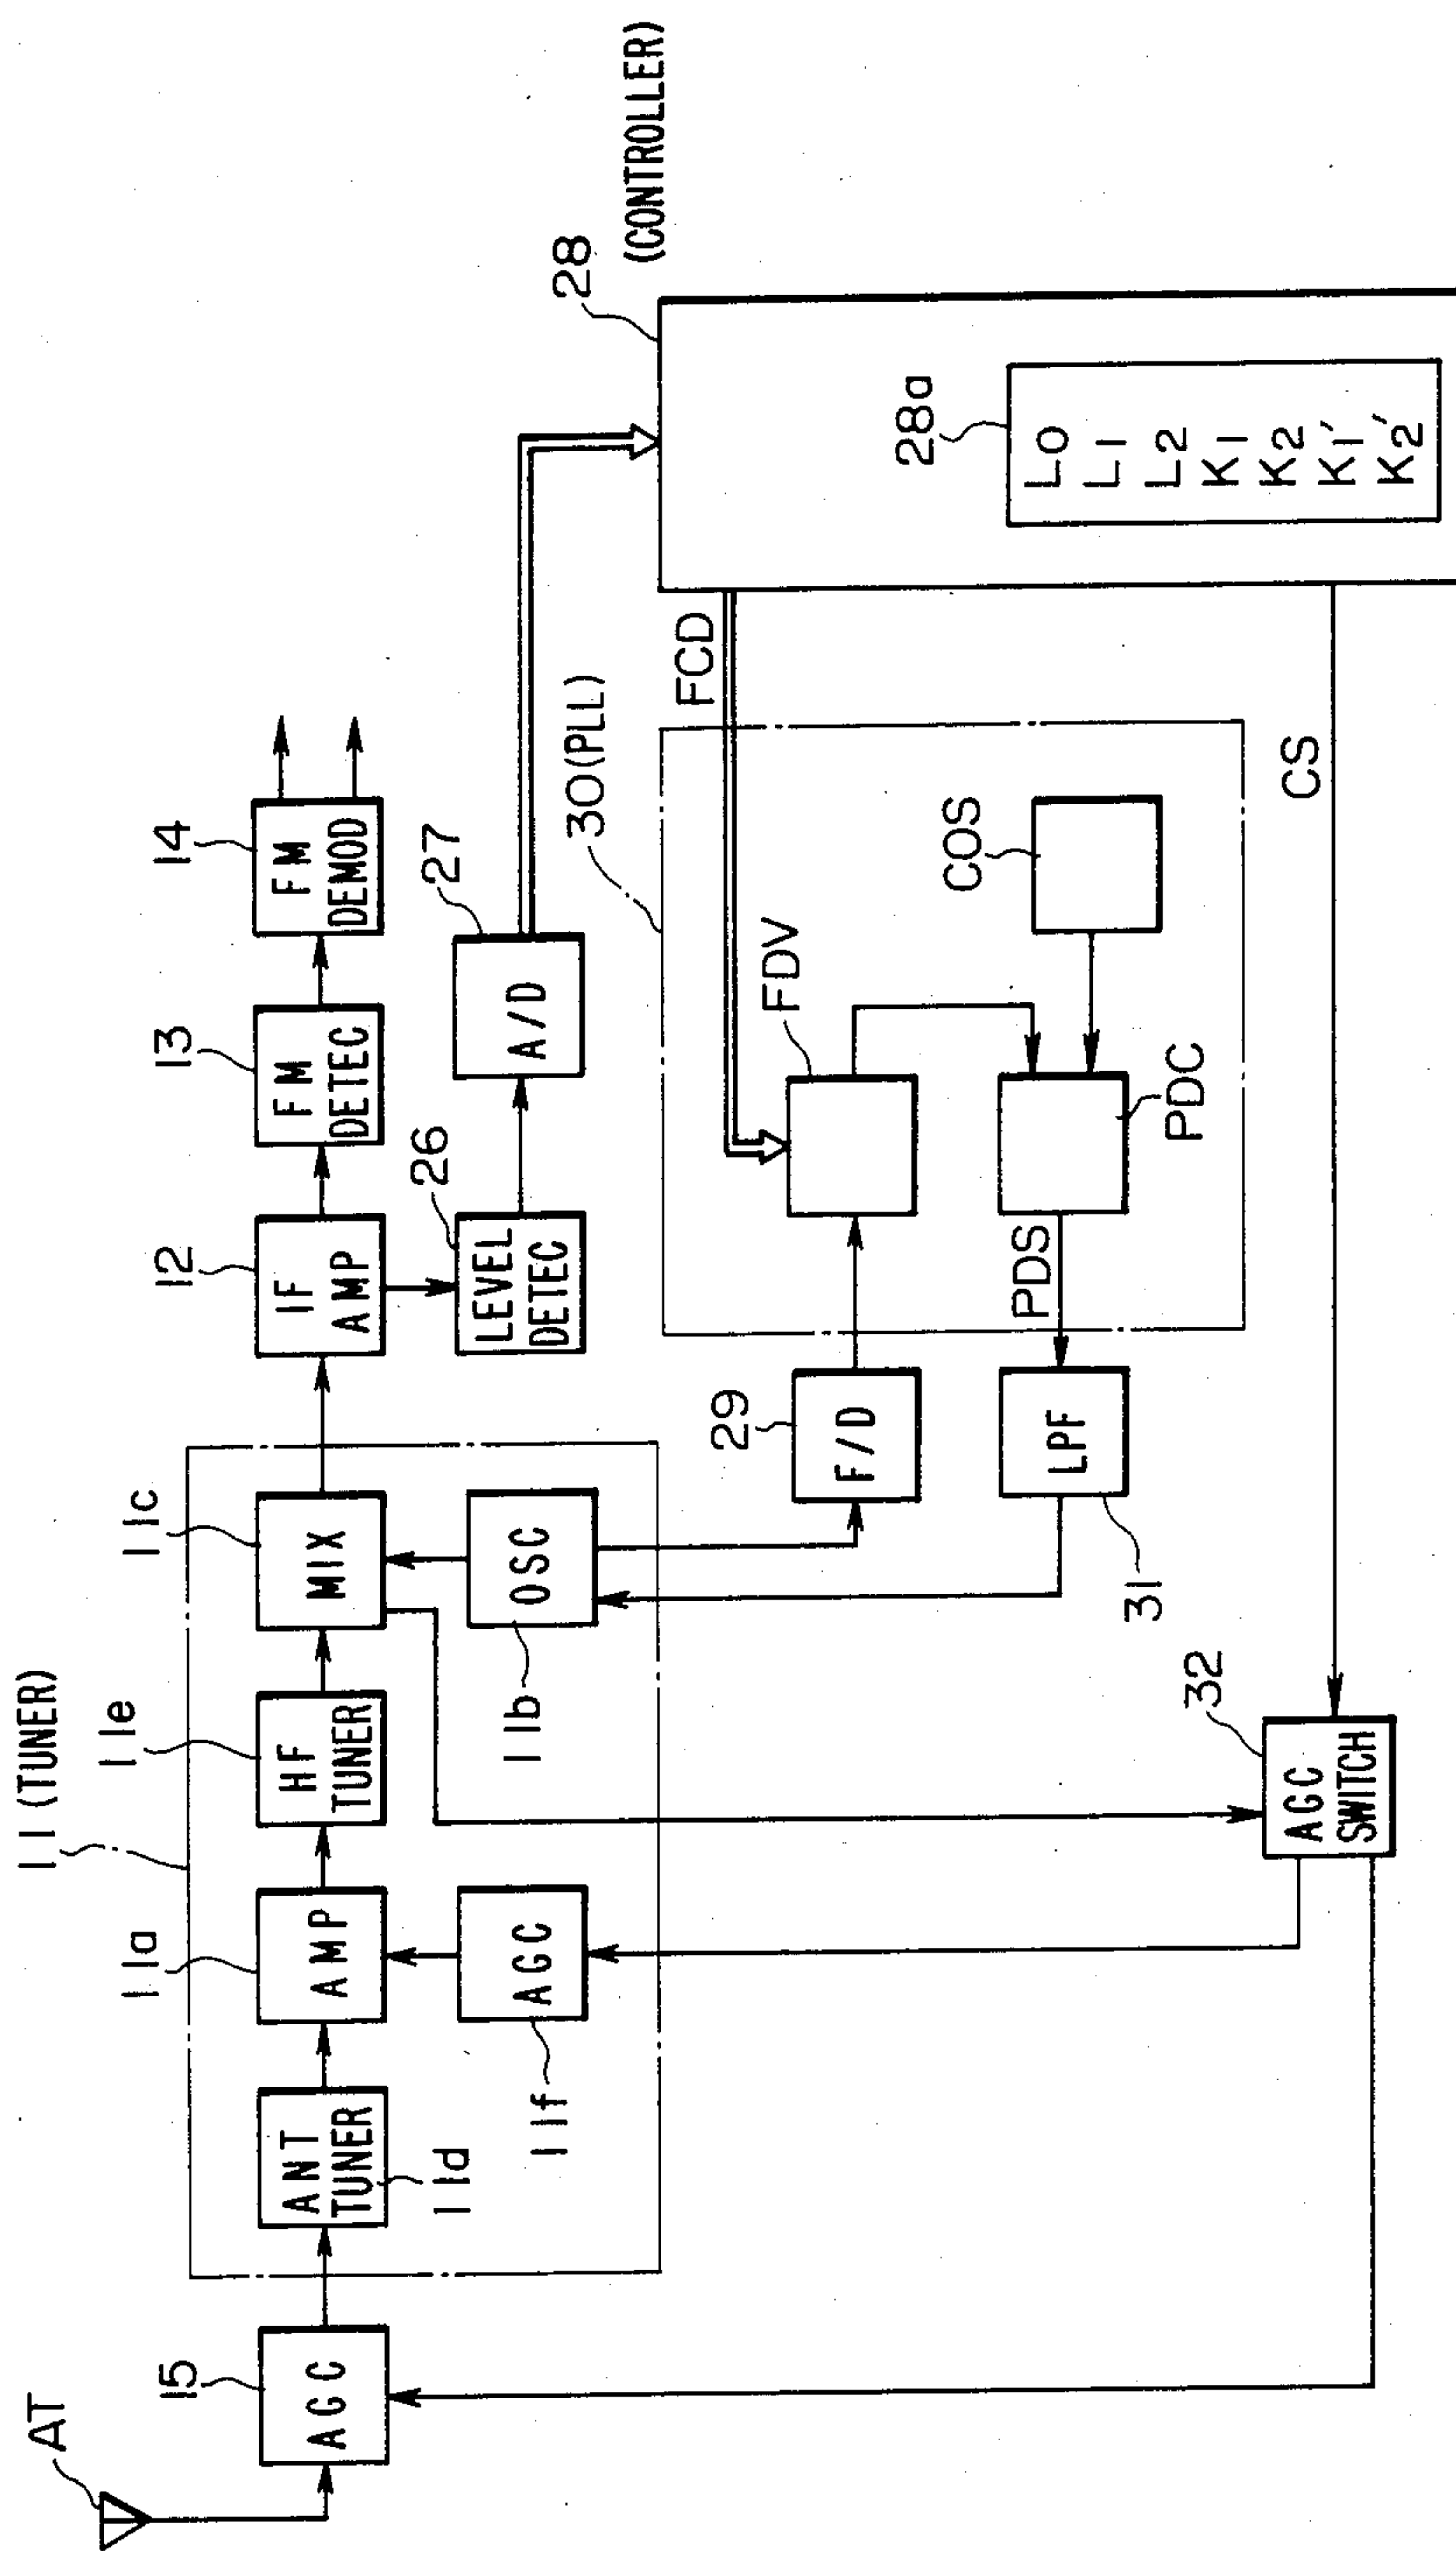 11 (TUNER)
AT
15
AGC
ANT
TUNER
11d
11a
AMP
AGC
11f
11e
HF
TUNER
11c
MIX
OSC
11b
12
IF
AMP
13
FM
DETEC
14
FM
DEMOD
26
LEVEL
DETEC
27
A/D
28
(CONTROLLER)
28a
L0
L1
L2
K1
K2
K1'
K2'
FCD
30(PLL)
FDV
COS
PDC
PDS
29
F/D
LPF
31
CS
32
AGC
SWITCH